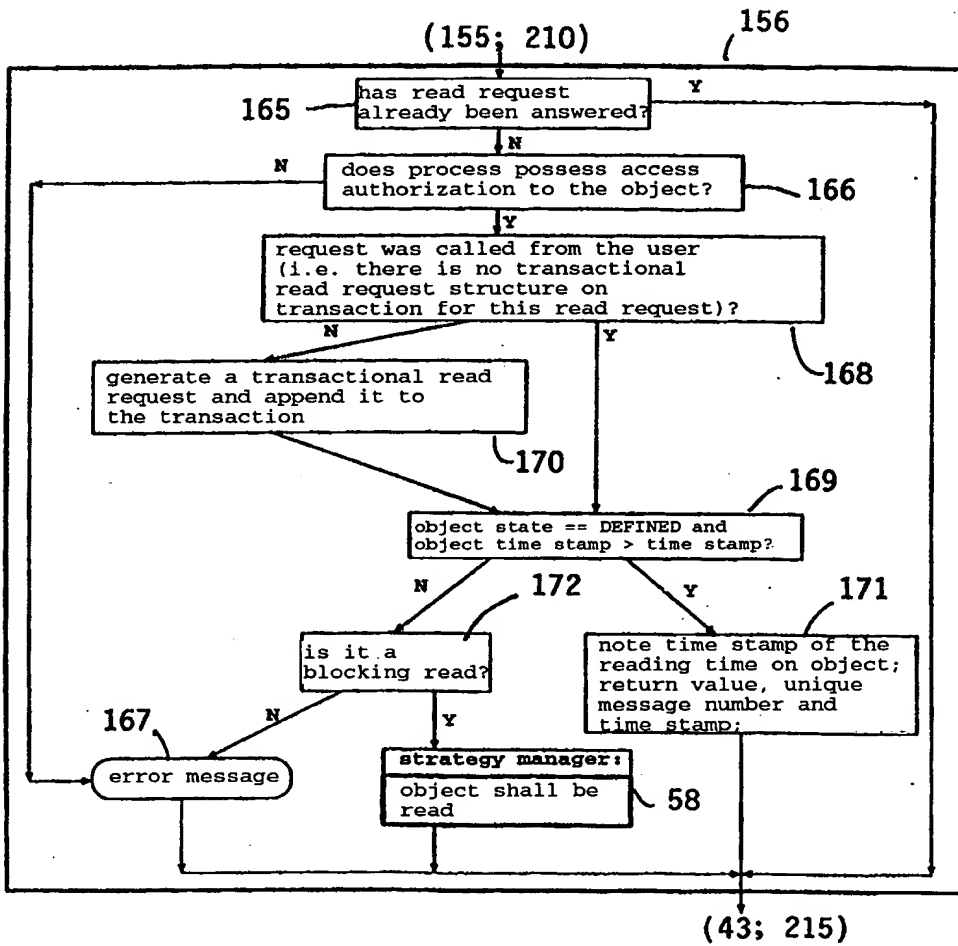 156
(155; 210)
165
has read request
already been answered?
Y
N
N
does process possess access
authorization to the object?
166
Y
request was called from the user
(i.e. there is no transactional
read request structure on
transaction for this read request)?
168
N
Y
generate a transactional read
request and append it to
the transaction
170
169
object state == DEFINED and
object time stamp > time stamp?
N
Y
172
171
is it a
blocking read?
note time stamp of the
reading time on object;
return value, unique
message number and
time stamp;
N
Y
167
error message
strategy manager:
object shall be
read
58
(43; 215)